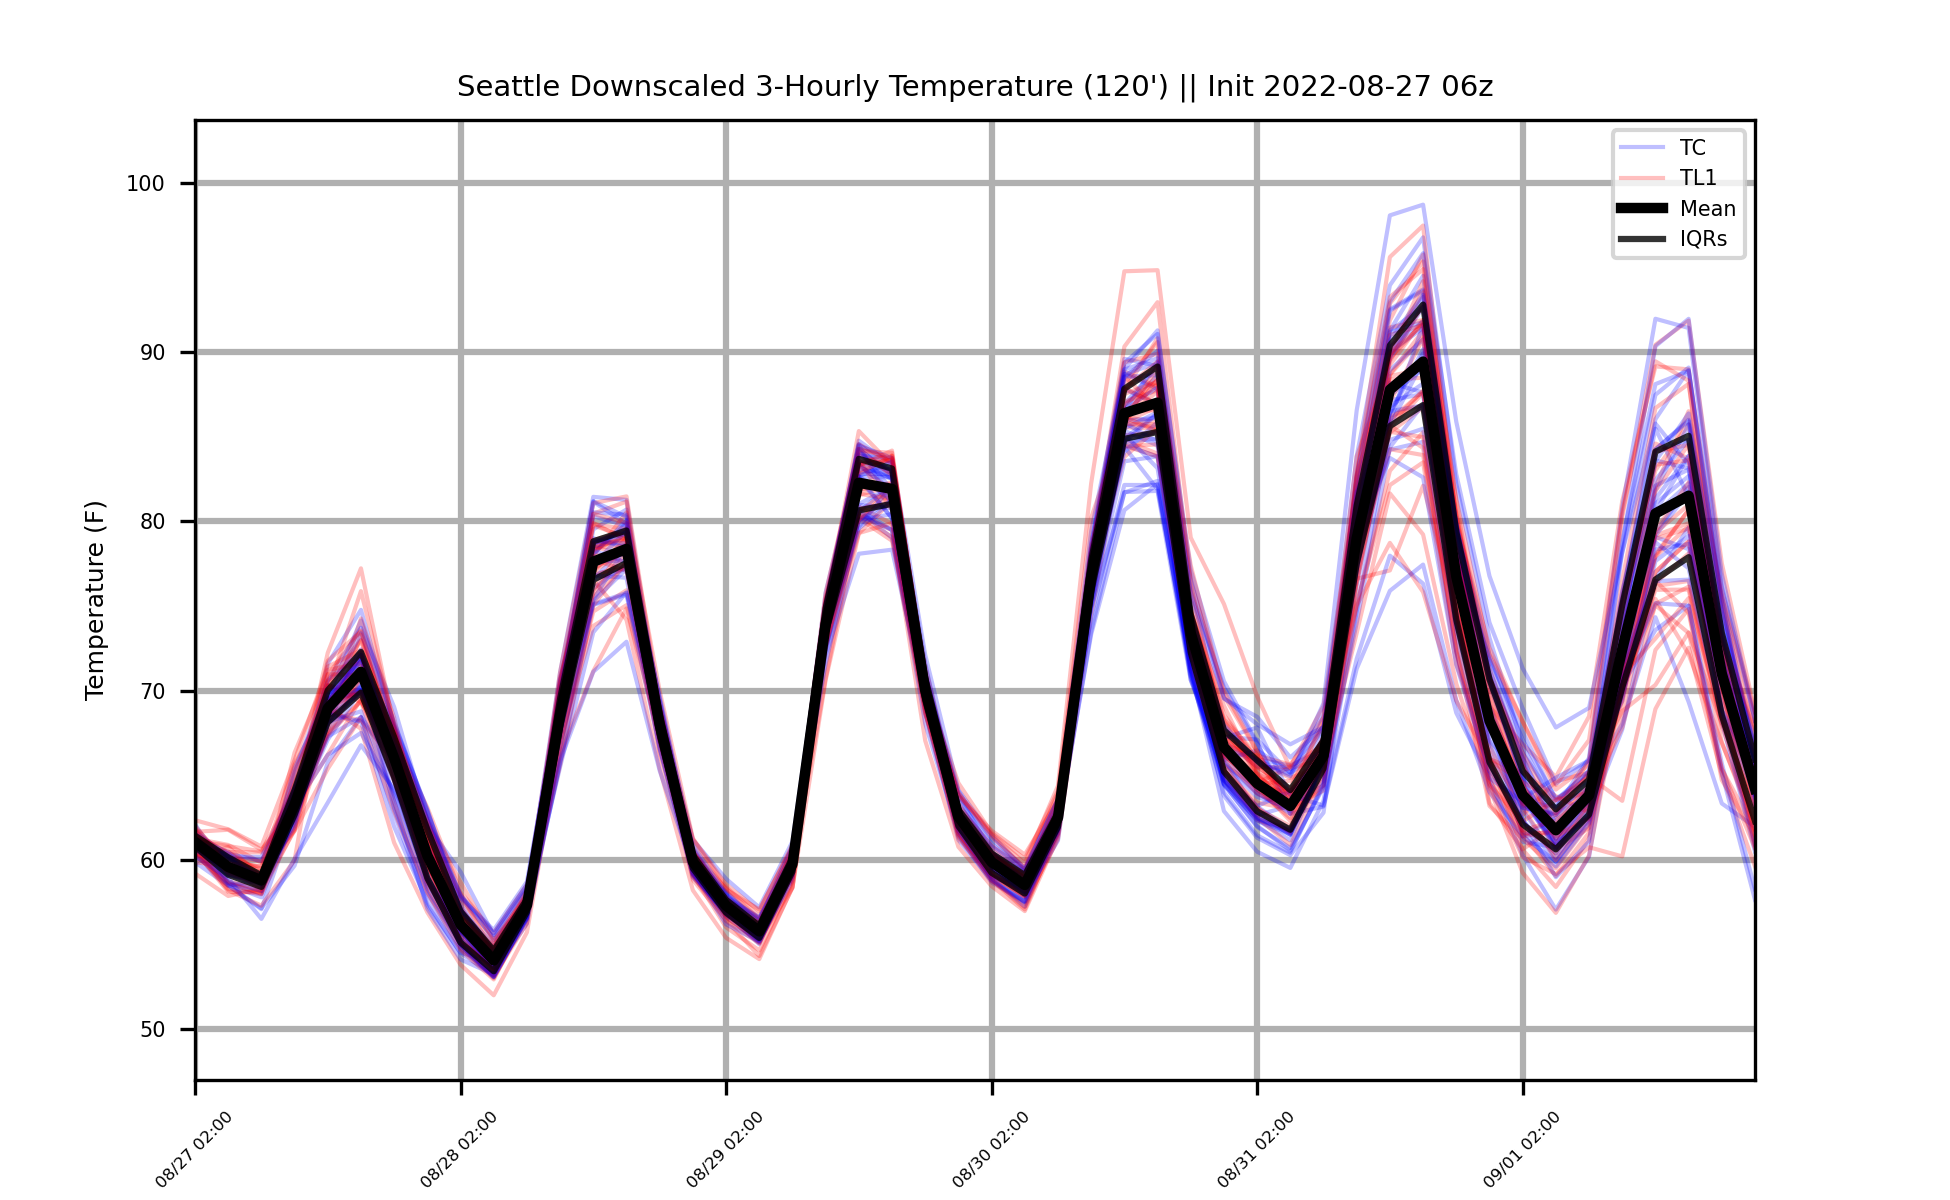 Seattle Downscaled 3-Hourly Temperature (120') || Init 2022-08-27 06z
TC
TL1
Mean
IQRs
Temperature (F)
100
90
80
70
60
50
08/27 02:00
08/28 02:00
08/29 02:00
08/30 02:00
08/31 02:00
09/01 02:00